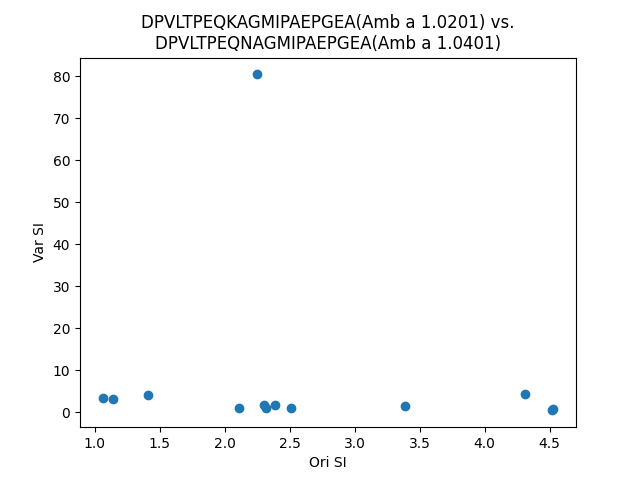 DPVLTPEQKAGMIPAEPGEA(Amb a 1.0201) vs.
DPVLTPEQNAGMIPAEPGEA(Amb a 1.0401)
80
70
60
50
40
30
20
10
0
Var SI
1.0 1.5 2.0 2.5 3.0 3.5 4.0 4.5
Ori SI